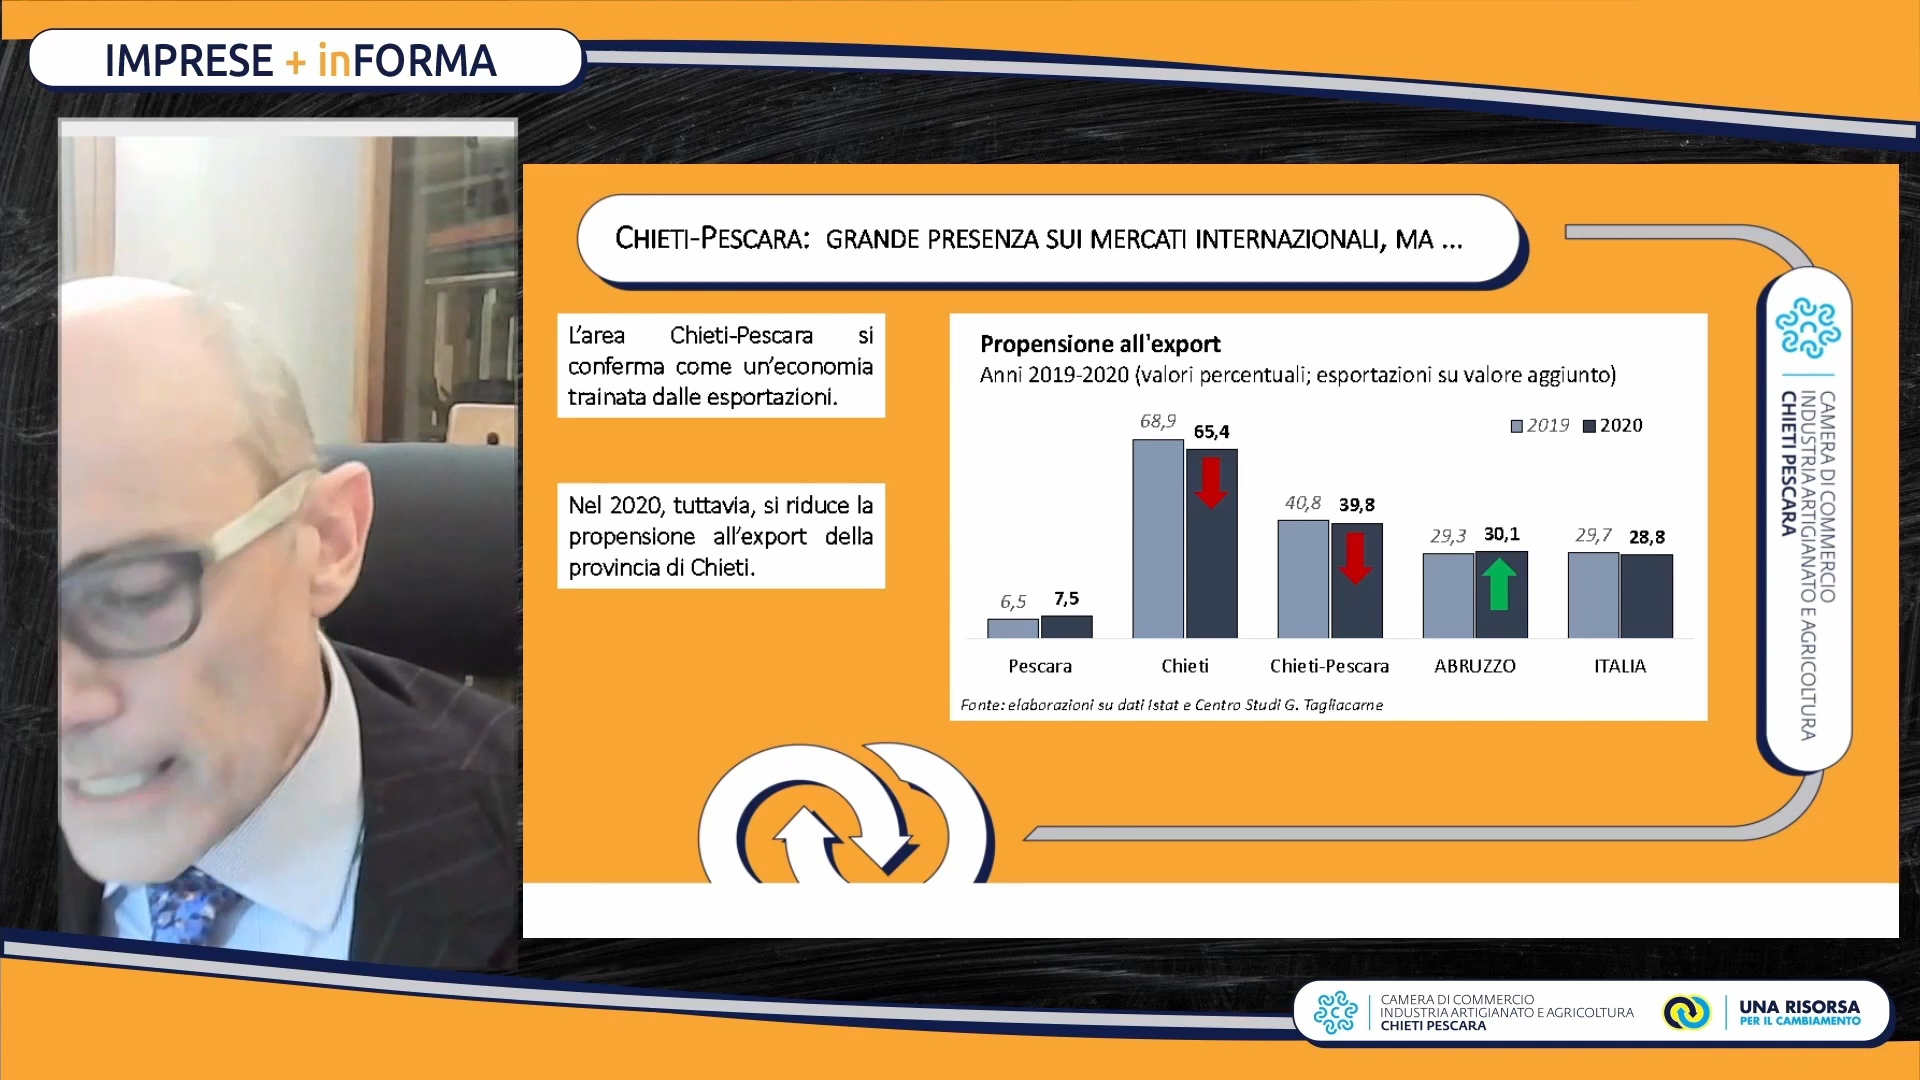 IMPRESE + inFORMA
CHIETI-PESCARA: GRANDE PRESENZA SUI MERCATI INTERNAZIONALI, MA ...
L'area Chieti-Pescara si
conferma come un'economia
trainata dalle esportazioni.
Nel 2020, tuttavia, si riduce la
propensione all'export della
provincia di Chieti.
Propensione all'export
Anni 2019-2020 (valori percentuali; esportazioni su valore aggiunto)
2019 2020
68,9 65,4
40,8 39,8
29,3 30,1
29,7 28,8
6,5 7,5
Pescara Chieti Chieti-Pescara ABRUZZO ITALIA
Fonte: elaborazioni su dati Istat e Centro Studi G. Tagliacarne
CAMERA DI COMMERCIO
INDUSTRIA ARTIGIANATO E AGRICOLTURA
CHIETI PESCARA
CAMERA DI COMMERCIO
INDUSTRIA ARTIGIANATO E AGRICOLTURA
CHIETI PESCARA
UNA RISORSA
PER IL CAMBIAMENTO